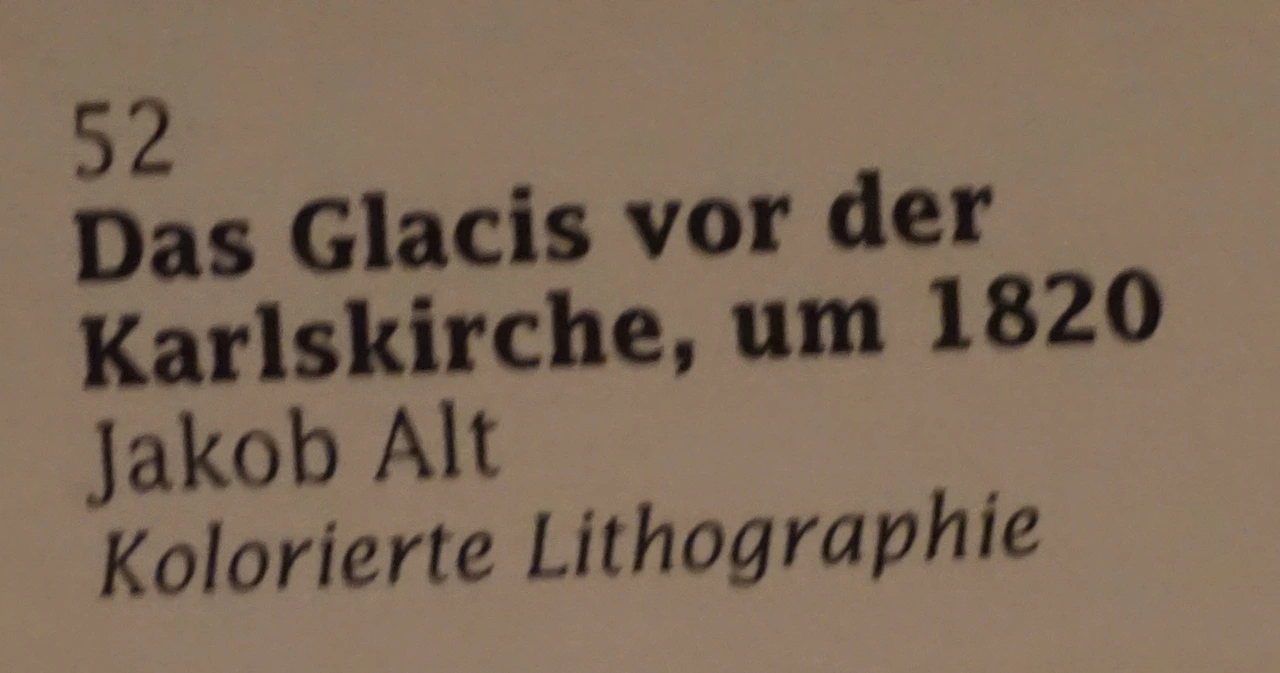 52
Das Glacis vor der
Karlskirche, um 1820
Jakob Alt
Kolorierte Lithographie